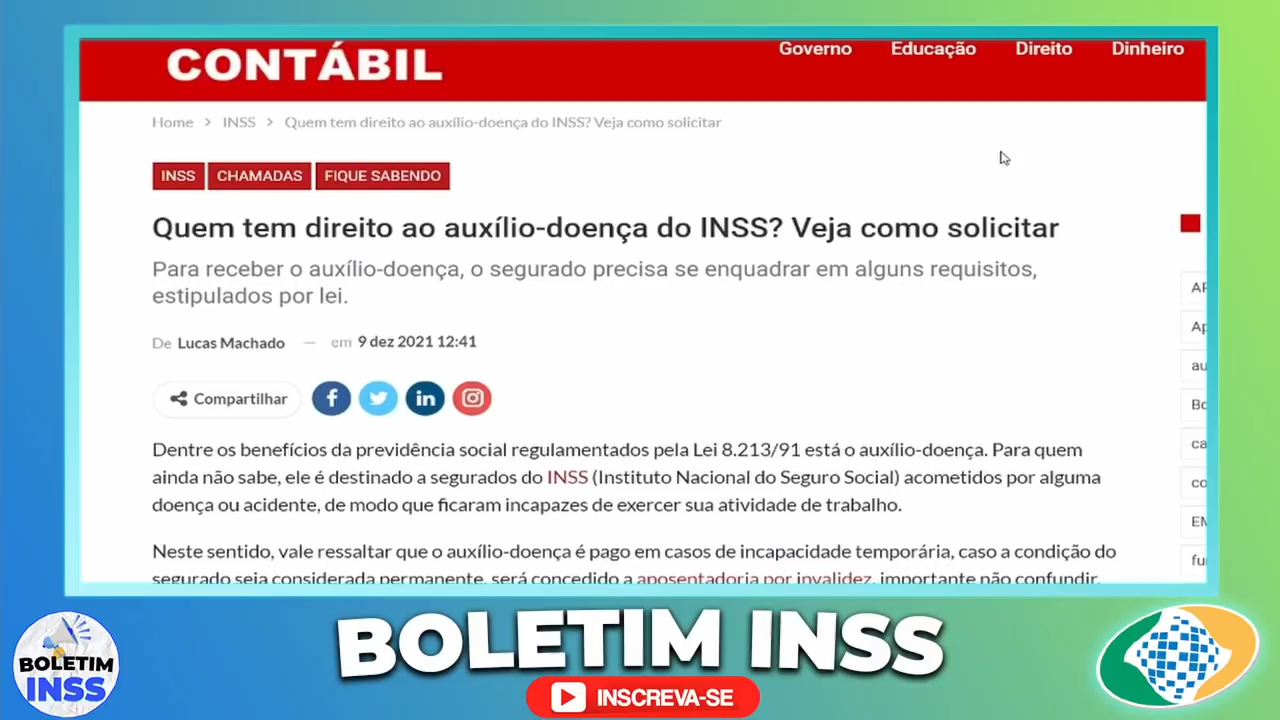 CONTÁBIL
Governo Educação Direito Dinheiro
Home > INSS > Quem tem direito ao auxílio-doença do INSS? Veja como solicitar
INSS CHAMADAS FIQUE SABENDO
Quem tem direito ao auxílio-doença do INSS? Veja como solicitar
Para receber o auxílio-doença, o segurado precisa se enquadrar em alguns requisitos,
estipulados por lei.
De Lucas Machado — em 9 dez 2021 12:41
Compartilhar
Dentre os benefícios da previdência social regulamentados pela Lei 8.213/91 está o auxílio-doença. Para quem
ainda não sabe, ele é destinado a segurados do INSS (Instituto Nacional do Seguro Social) acometidos por alguma
doença ou acidente, de modo que ficaram incapazes de exercer sua atividade de trabalho.
Neste sentido, vale ressaltar que o auxílio-doença é pago em casos de incapacidade temporária, caso a condição do
segurado seja considerada permanente, será concedido a aposentadoria por invalidez, importante não confundir.
Ap
au
ca
co
fu
BOLETIM INSS
INSCREVA-SE
BOLETIM
INSS